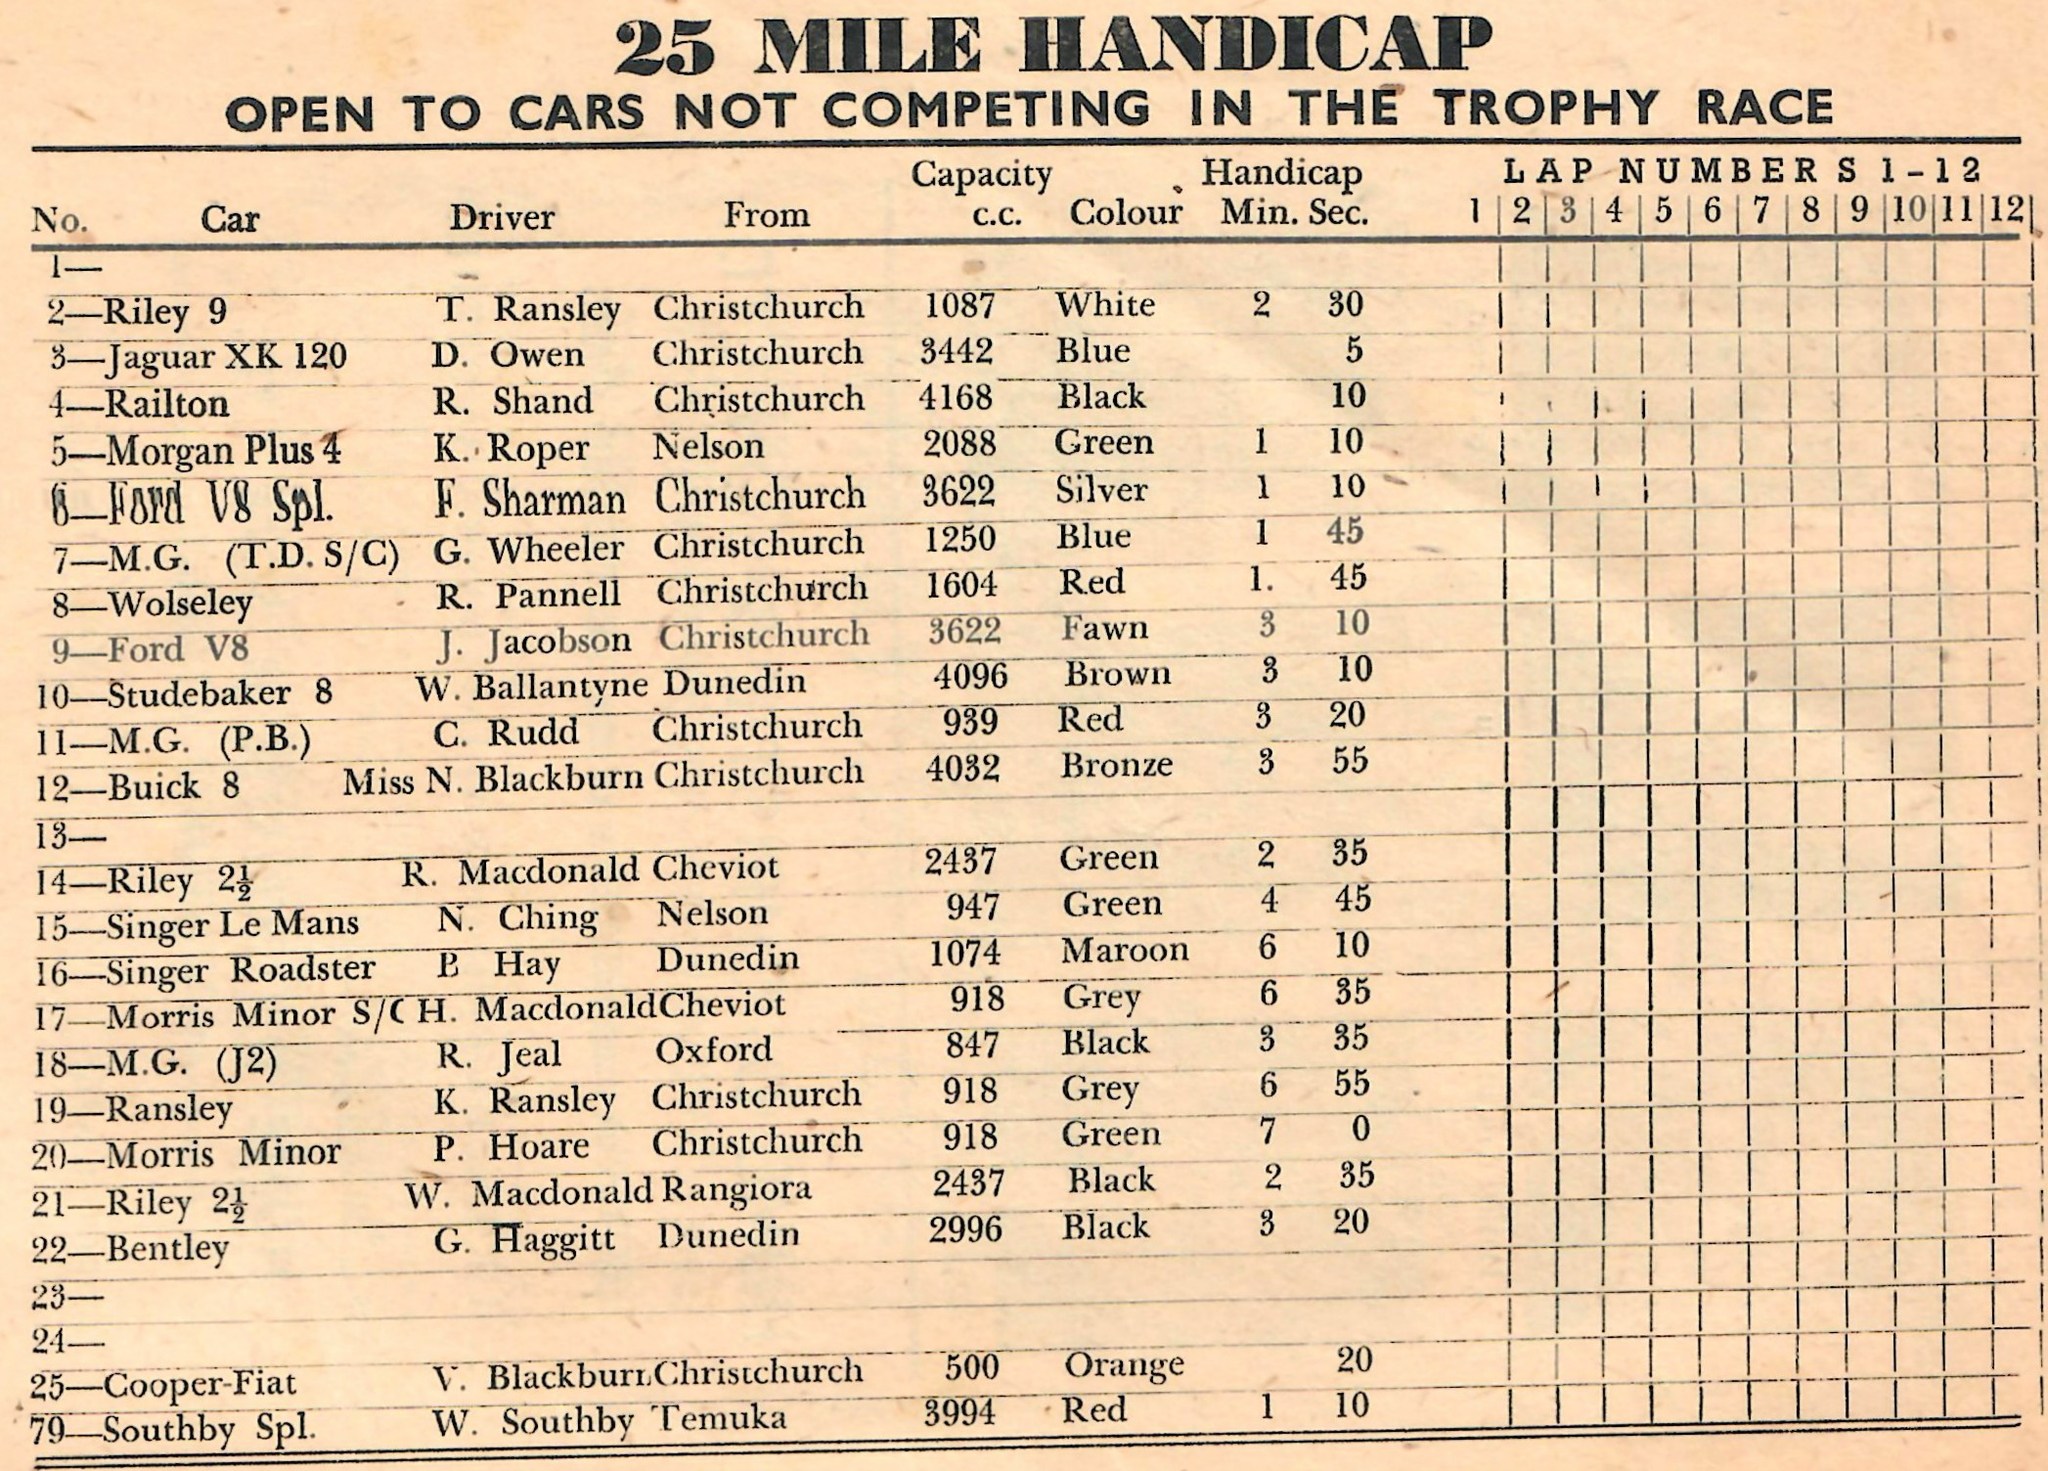 25 MILE HANDICAP
OPEN TO CARS NOT COMPETING IN THE TROPHY RACE
Capacity Handicap LAP NUMBERS 1-12
No. Car Driver From c.c. Colour Min. Sec. 1 2 3 4 5 6 7 8 9 10 11 12
1—
2—Riley 9 T. Ransley Christchurch 1087 White 2 30
3—Jaguar XK 120 D. Owen Christchurch 3442 Blue 5
4—Railton R. Shand Christchurch 4168 Black 10
5—Morgan Plus 4 K. Roper Nelson 2088 Green 1 10
6—Ford V8 Spl. F. Sharman Christchurch 3622 Silver 1 10
7—M.G. (T.D. S/C) G. Wheeler Christchurch 1250 Blue 1 45
8—Wolseley R. Pannell Christchurch 1604 Red 1. 45
9—Ford V8 J. Jacobson Christchurch 3622 Fawn 3 10
10—Studebaker 8 W. Ballantyne Dunedin 4096 Brown 3 10
11—M.G. (P.B.) C. Rudd Christchurch 939 Red 3 20
12—Buick 8 Miss N. Blackburn Christchurch 4032 Bronze 3 55
13—
14—Riley 2½ R. Macdonald Cheviot 2437 Green 2 35
15—Singer Le Mans N. Ching Nelson 947 Green 4 45
16—Singer Roadster Hay Dunedin 1074 Maroon 6 10
17—Morris Minor S/C H. Macdonald Cheviot 918 Grey 6 35
18—M.G. (J2) R. Jeal Oxford 847 Black 3 35
19—Ransley K. Ransley Christchurch 918 Grey 6 55
20—Morris Minor P. Hoare Christchurch 918 Green 7 0
21—Riley 2½ W. Macdonald Rangiora 2437 Black 2 35
22—Bentley G. Haggitt Dunedin 2996 Black 3 20
23—
24—
25—Cooper-Fiat V. Blackburn Christchurch 500 Orange 20
79—Southby Spl. W. Southby Temuka 3994 Red 1 10